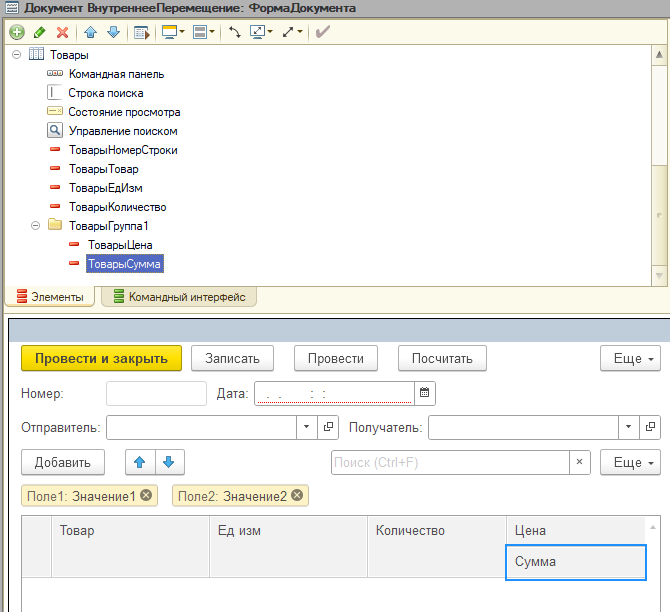 Документ ВнутреннееПеремещение: ФормаДокумента
Товары
Командная панель
Строка поиска
Состояние просмотра
Управление поиском
ТоварыНомерСтроки
ТоварыТовар
ТоварыЕдИзм
ТоварыКоличество
ТоварыГруппа1
ТоварыЦена
ТоварыСумма
Элементы Командный интерфейс
Провести и закрыть Записать Провести Посчитать Еще
Номер: Дата: . . : :
Отправитель: Получатель:
Добавить Поиск (Ctrl+F) × Еще
Поле1: Значение1 Поле2: Значение2
Товар Ед изм Количество Цена
Сумма